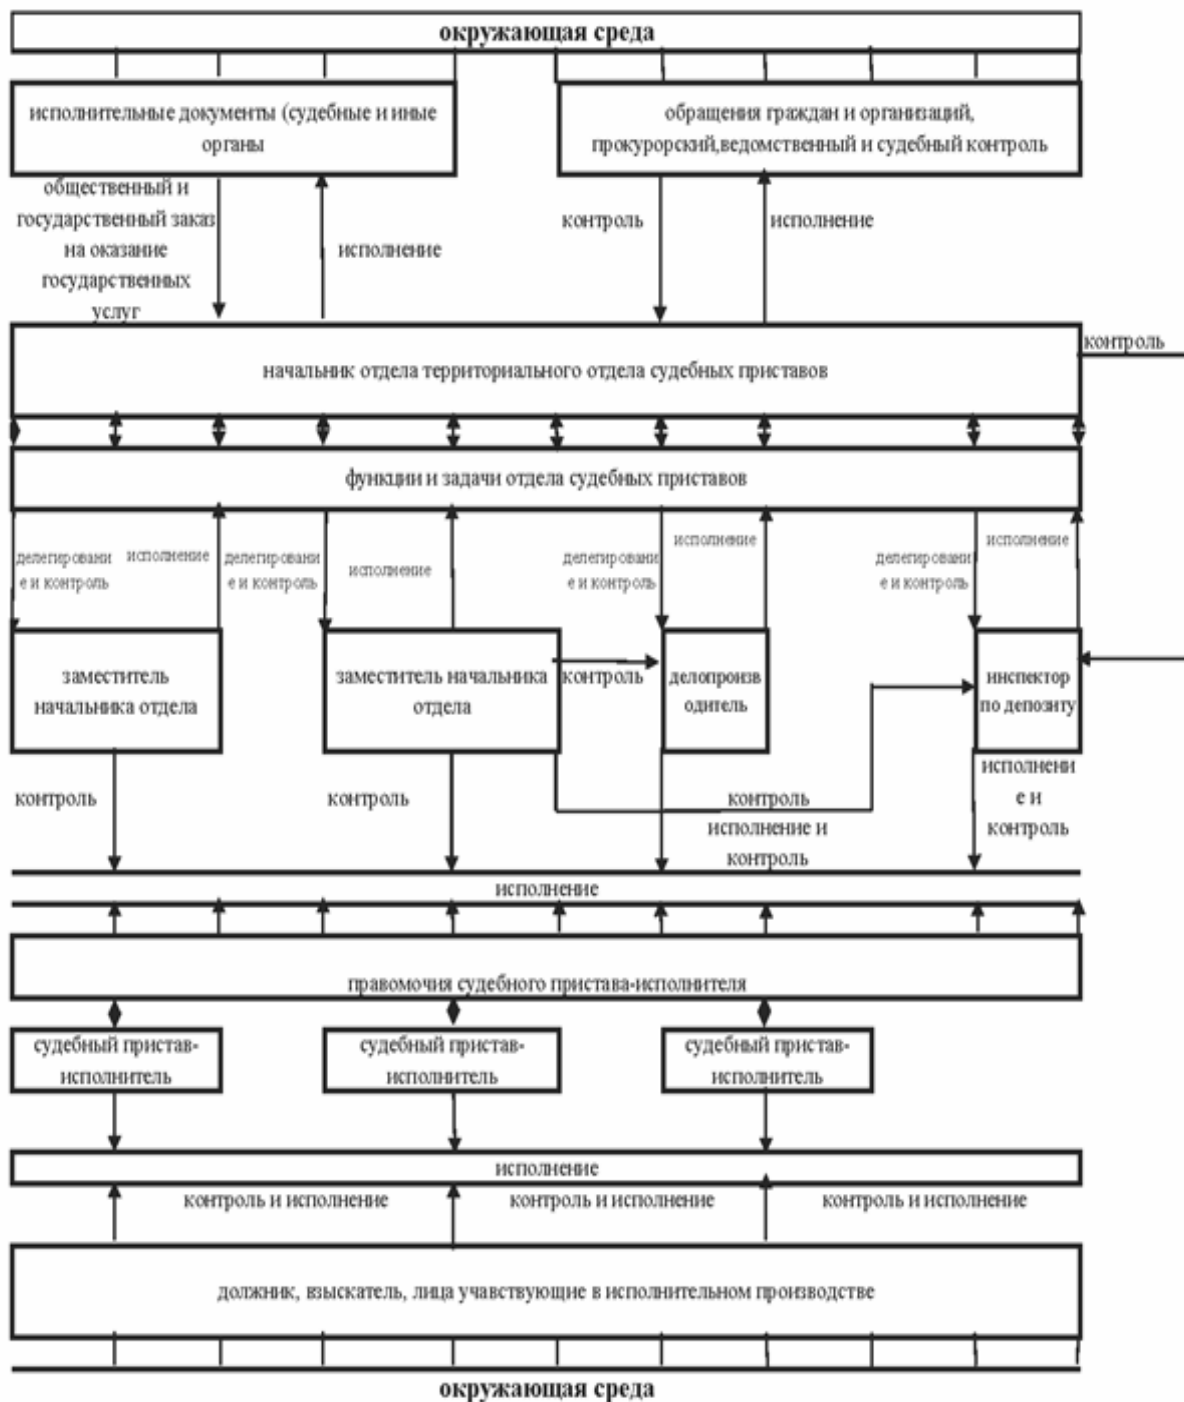 окружающая среда
исполнительные документы (судебные и иные
органы
обращения граждан и организаций,
прокурорский,ведомственный и судебный контроль
общественный и
государственный заказ
на оказание
государственных
услуг
исполнение
контроль
исполнение
контроль
начальник отдела территориального отдела судебных приставов
функции и задачи отдела судебных приставов
делегировани
е и контроль
исполнение
делегировани
е и контроль
исполнение
делегировани
е и контроль
исполнение
делегировани
е и контроль
исполнение
заместитель
начальника отдела
заместитель начальника
отдела
контроль
делопроизв
одитель
инспектор
по депозиту
контроль
контроль
контроль
исполнение и
контроль
исполнени
е и
контроль
исполнение
правомочия судебного пристава-исполнителя
судебный пристав-
исполнитель
судебный пристав-
исполнитель
судебный пристав-
исполнитель
исполнение
контроль и исполнение
контроль и исполнение
контроль и исполнение
должник, взыскатель, лица учавствующие в исполнительном производстве
окружающая среда